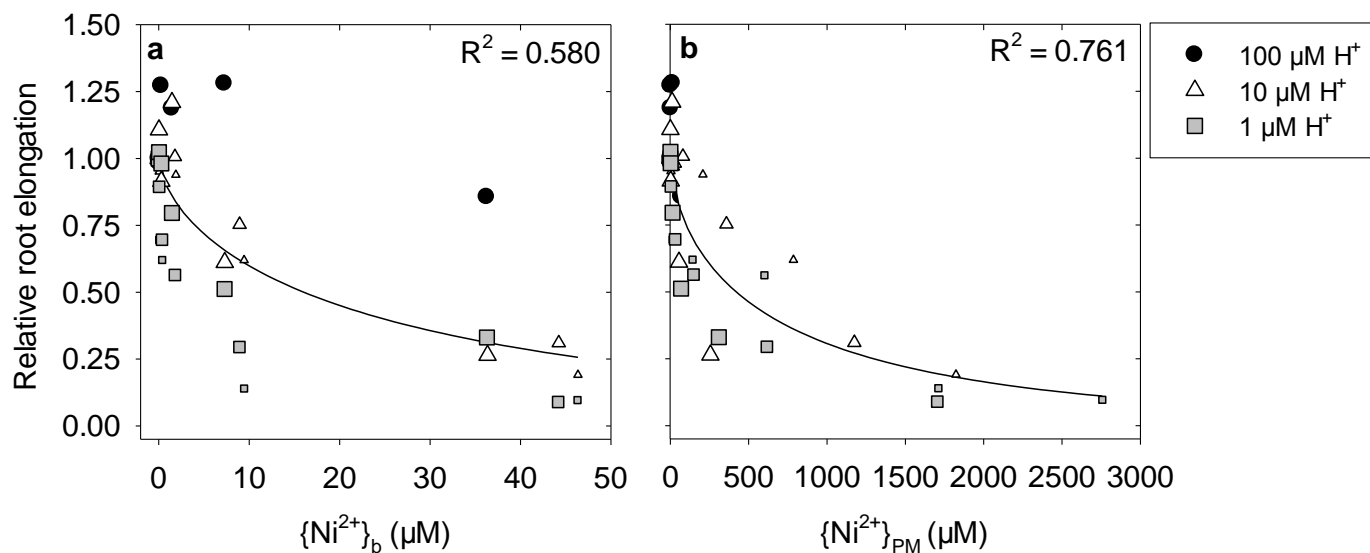 a
R² = 0.580
b
R² = 0.761
100 µM H⁺
10 µM H⁺
1 µM H⁺
Relative root elongation
1.50
1.25
1.00
0.75
0.50
0.25
0.00
0 10 20 30 40 50
0 500 1000 1500 2000 2500 3000
{Ni²⁺}b (µM)
{Ni²⁺}PM (µM)